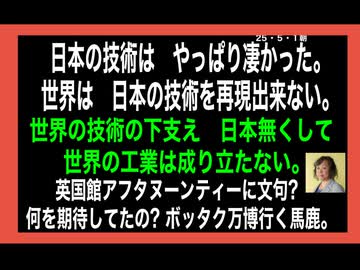 25・5・1朝
日本の技術は　やっぱり凄かった。
世界は　日本の技術を再現出来ない。
世界の技術の下支え　日本無くして
世界の工業は成り立たない。
英国館アフタヌーンティーに文句?
何を期待してたの? ボッタク万博行く馬鹿。